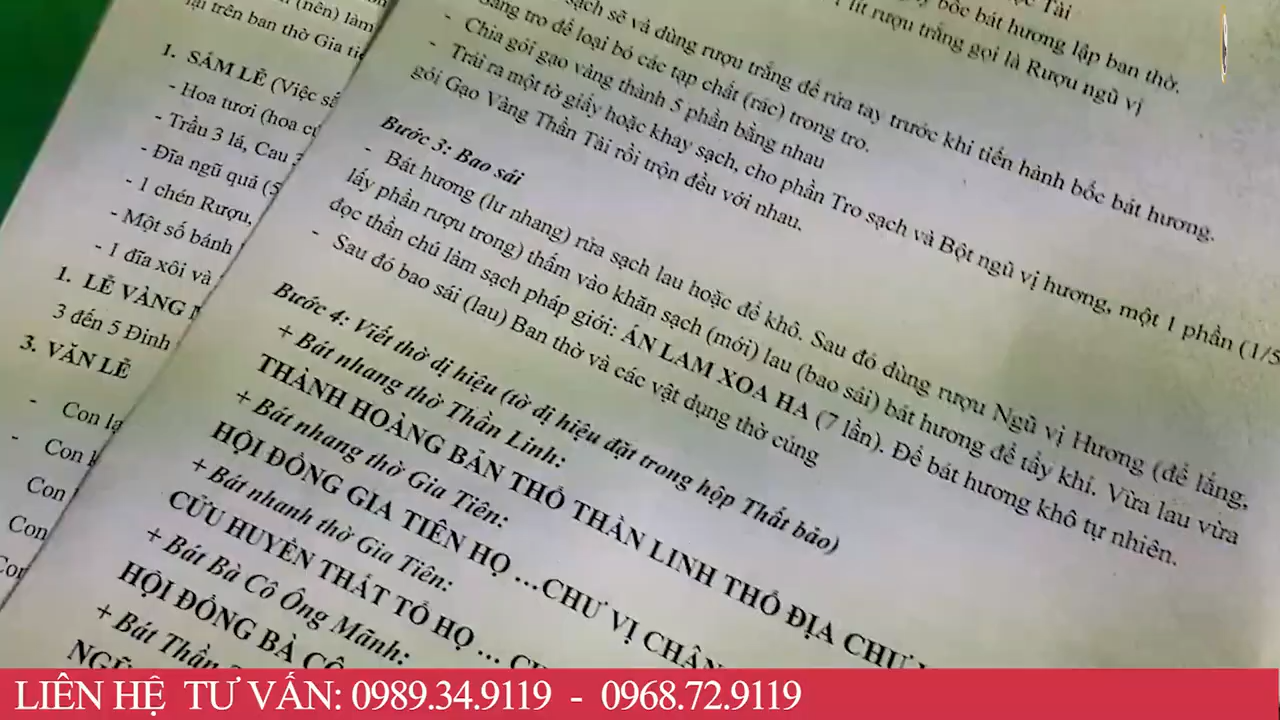 (nên) làm
lại trên ban thờ Gia tiê
1. SẮM LỄ (Việc sắ
- Hoa tươi (hoa cú
- Trầu 3 lá, Cau 3
- Đĩa ngũ quả (5
- 1 chén Rượu,
- Một số bánh
- 1 đĩa xôi và
1. LỄ VÀNG M
3 đến 5 Đinh
3. VĂN LỄ
- Con lạ
- Con l
Con
Con
Con
Tài
bốc bát hương lập ban thờ.
lít rượu trắng gọi là Rượu ngũ vị
sạch sẽ và dùng rượu trắng để rửa tay trước khi tiến hành bốc bát hương.
Sàng tro để loại bỏ các tạp chất (rác) trong tro.
- Chia gói gạo vàng thành 5 phần bằng nhau
- Trải ra một tờ giấy hoặc khay sạch, cho phần Tro sạch và Bột ngũ vị hương, một 1 phần (1/5
gói Gạo Vàng Thần Tài rồi trộn đều với nhau.
Bước 3: Bao sái
- Bát hương (lư nhang) rửa sạch lau hoặc để khô. Sau đó dùng rượu Ngũ vị Hương (để lắng,
lấy phần rượu trong) thấm vào khăn sạch (mới) lau (bao sái) bát hương để tẩy khí. Vừa lau vừa
đọc thần chú làm sạch pháp giới: ÁN LAM XOA HA (7 lần). Để bát hương khô tự nhiên.
- Sau đó bao sái (lau) Ban thờ và các vật dụng thờ cúng
Bước 4: Viết thờ dị hiệu (tờ dị hiệu đặt trong hộp Thất bảo)
+ Bát nhang thờ Thần Linh:
THÀNH HOÀNG BẢN THỔ THÀN LINH THỔ ĐỊA CHƯ V
+ Bát nhang thờ Gia Tiên:
HỘI ĐỒNG GIA TIÊN HỌ ...CHƯ VỊ CHÂN
+ Bát nhanh thờ Gia Tiên:
CỬU HUYỀN THẤT TỔ HỌ ... CH
+ Bát Bà Cô Ông Mãnh:
HỘI ĐỒNG BÀ CÔ
+ Bát Thần
NGŨ
LIÊN HỆ TƯ VẤN: 0989.34.9119 - 0968.72.9119